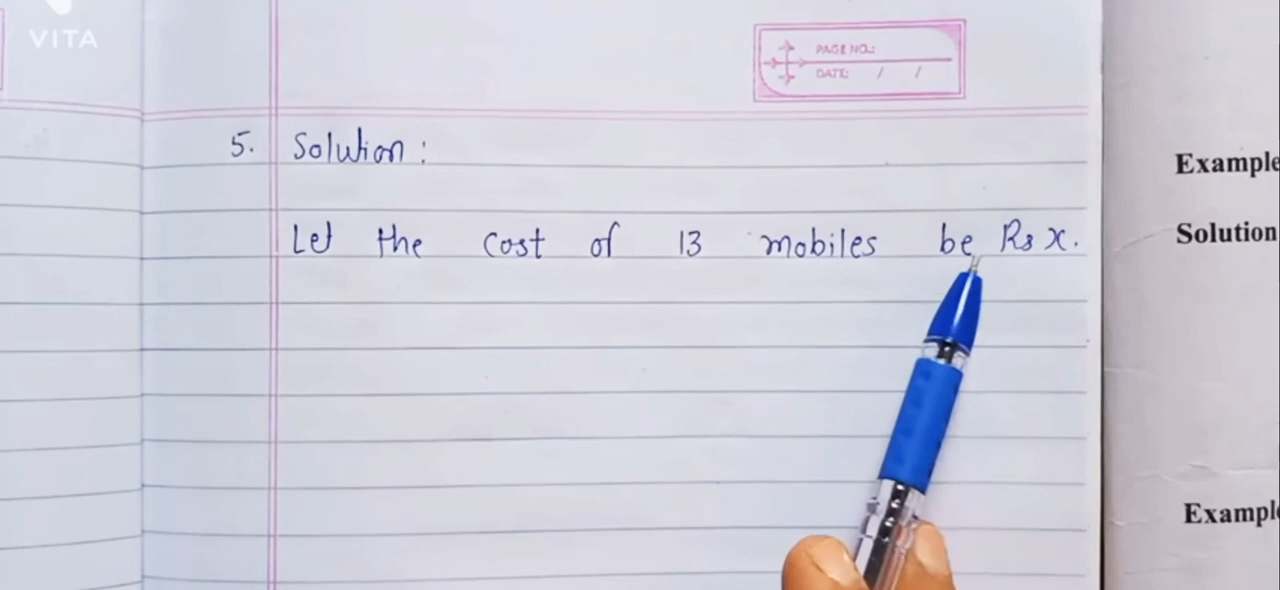 VITA
PAGE NO.:
DATE: / /
5. Solution:
Let the cost of 13 mobiles be Rs x.
Example
Solution
Example